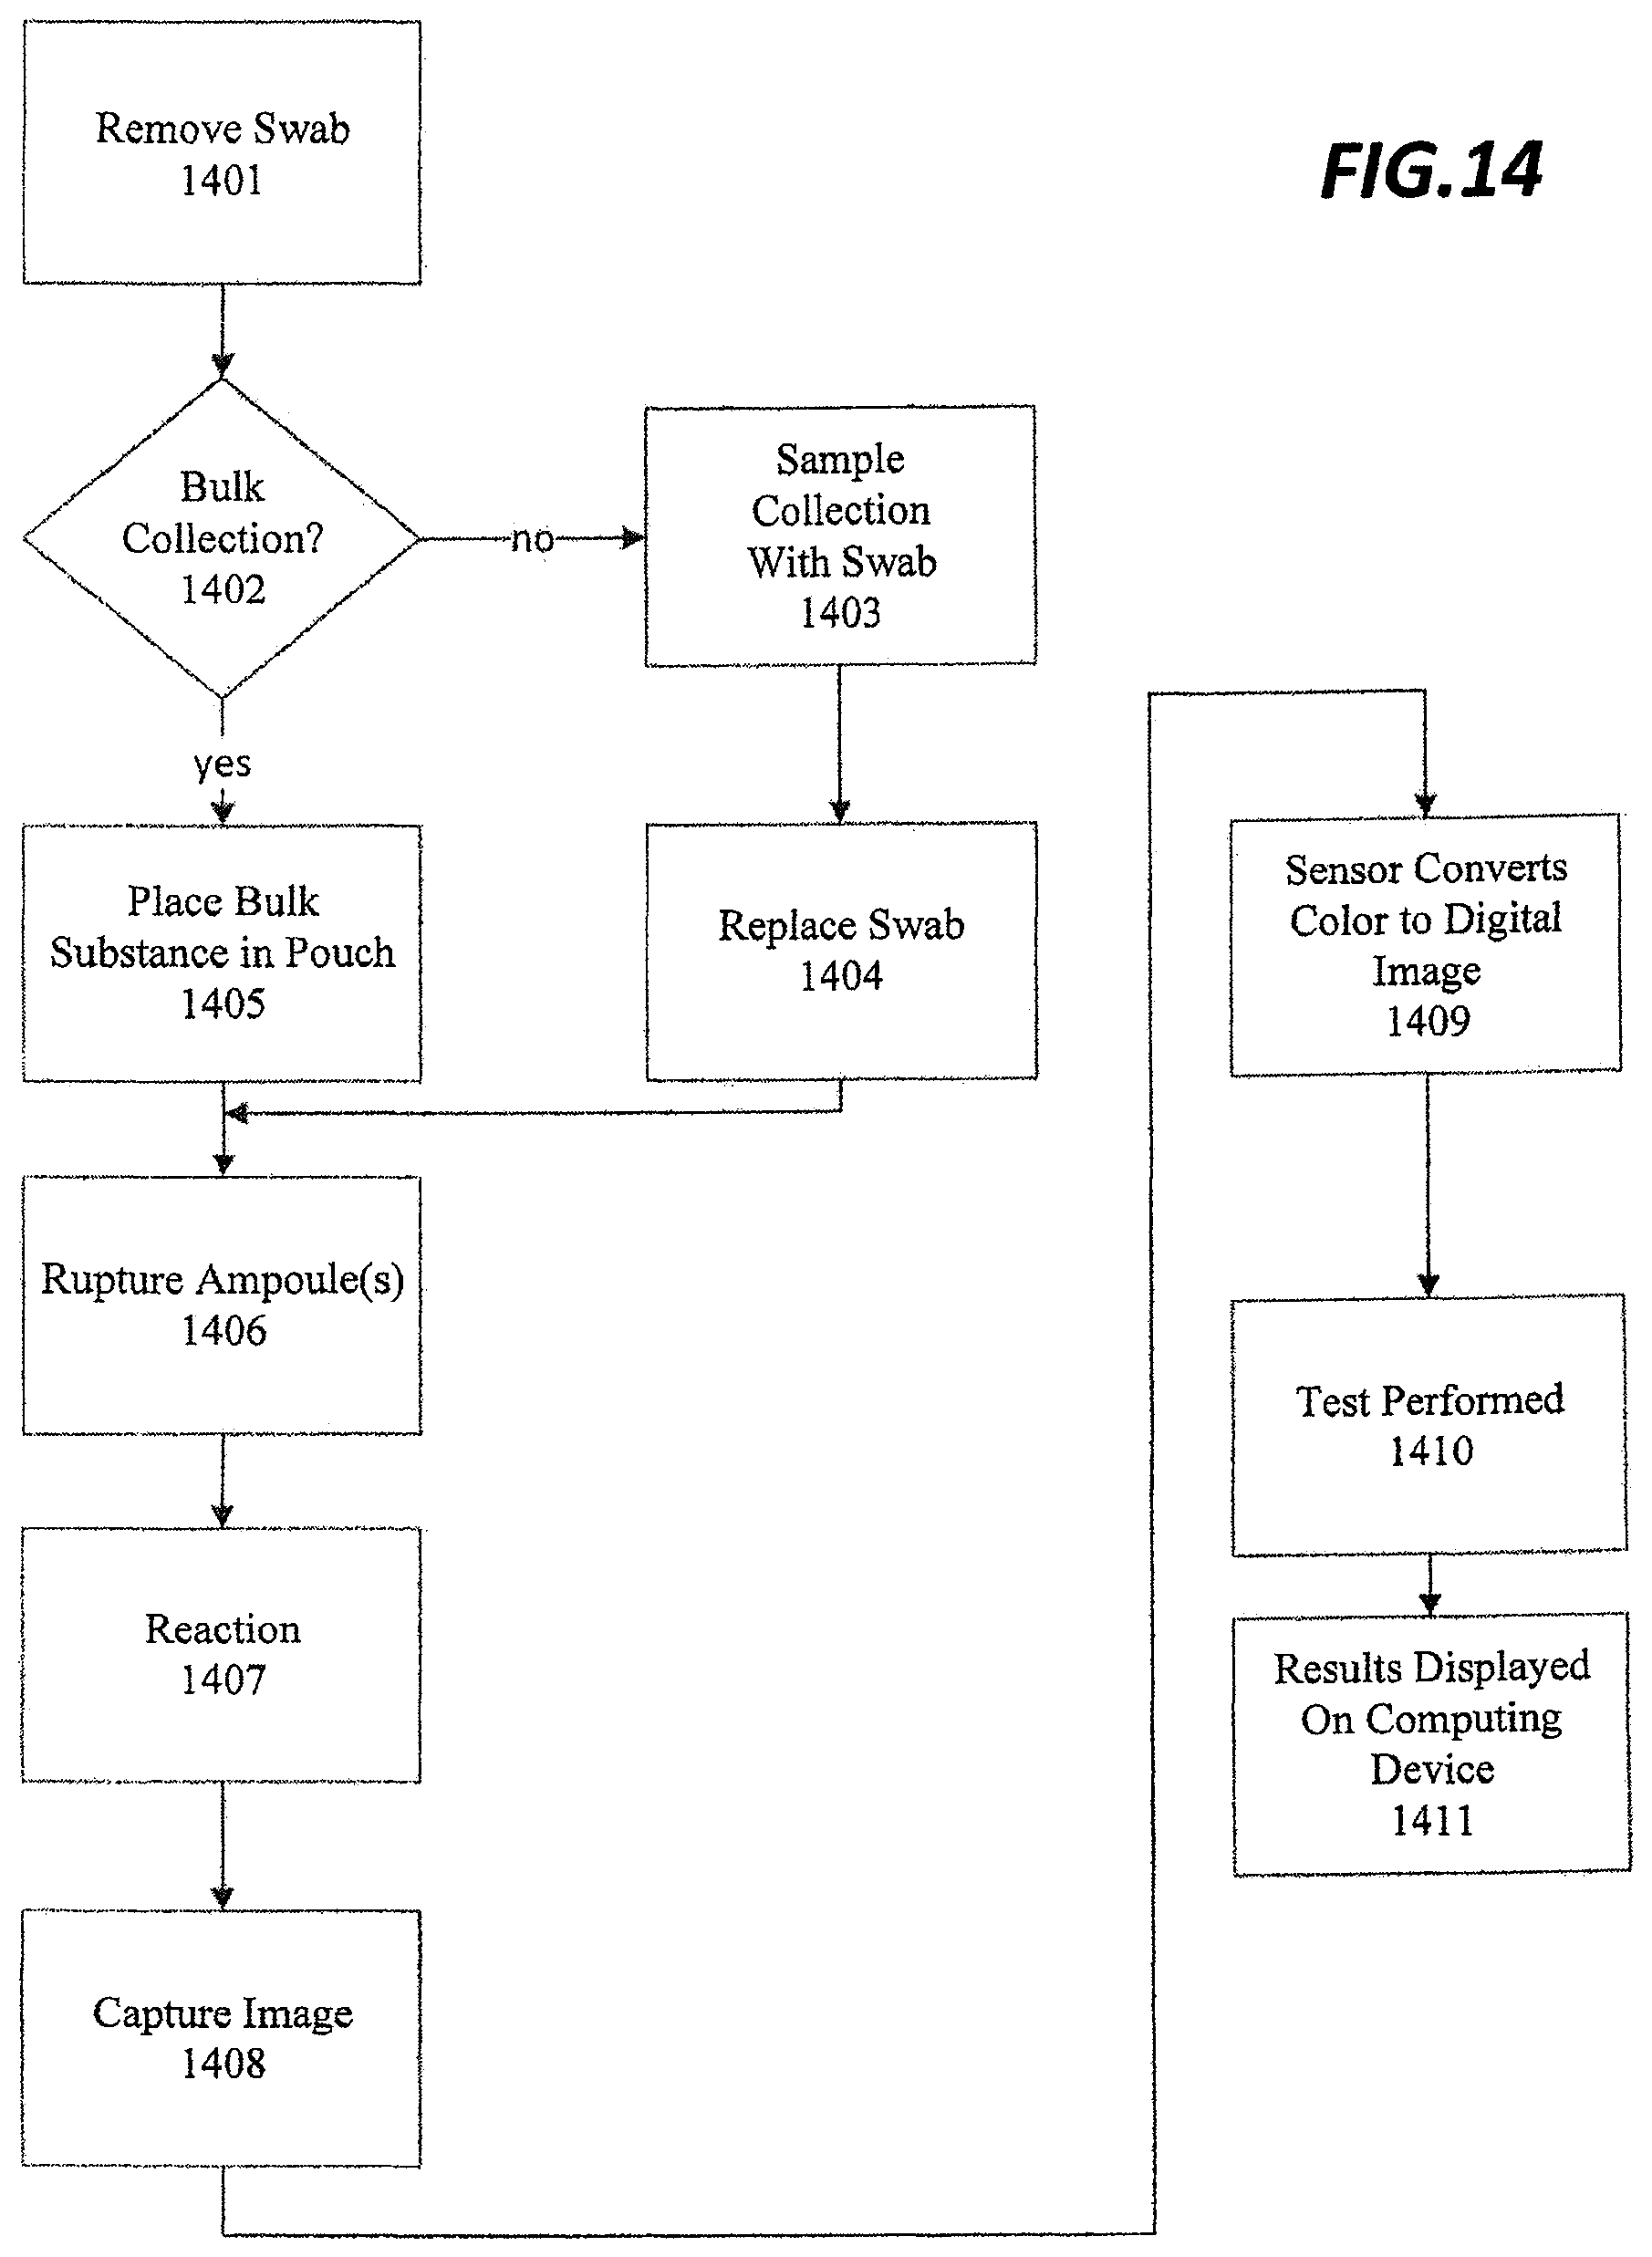 FIG.14
Remove Swab
1401
Bulk
Collection?
1402
no
Sample
Collection
With Swab
1403
yes
Place Bulk
Substance in Pouch
1405
Replace Swab
1404
Rupture Ampoule(s)
1406
Reaction
1407
Capture Image
1408
Sensor Converts
Color to Digital
Image
1409
Test Performed
1410
Results Displayed
On Computing
Device
1411